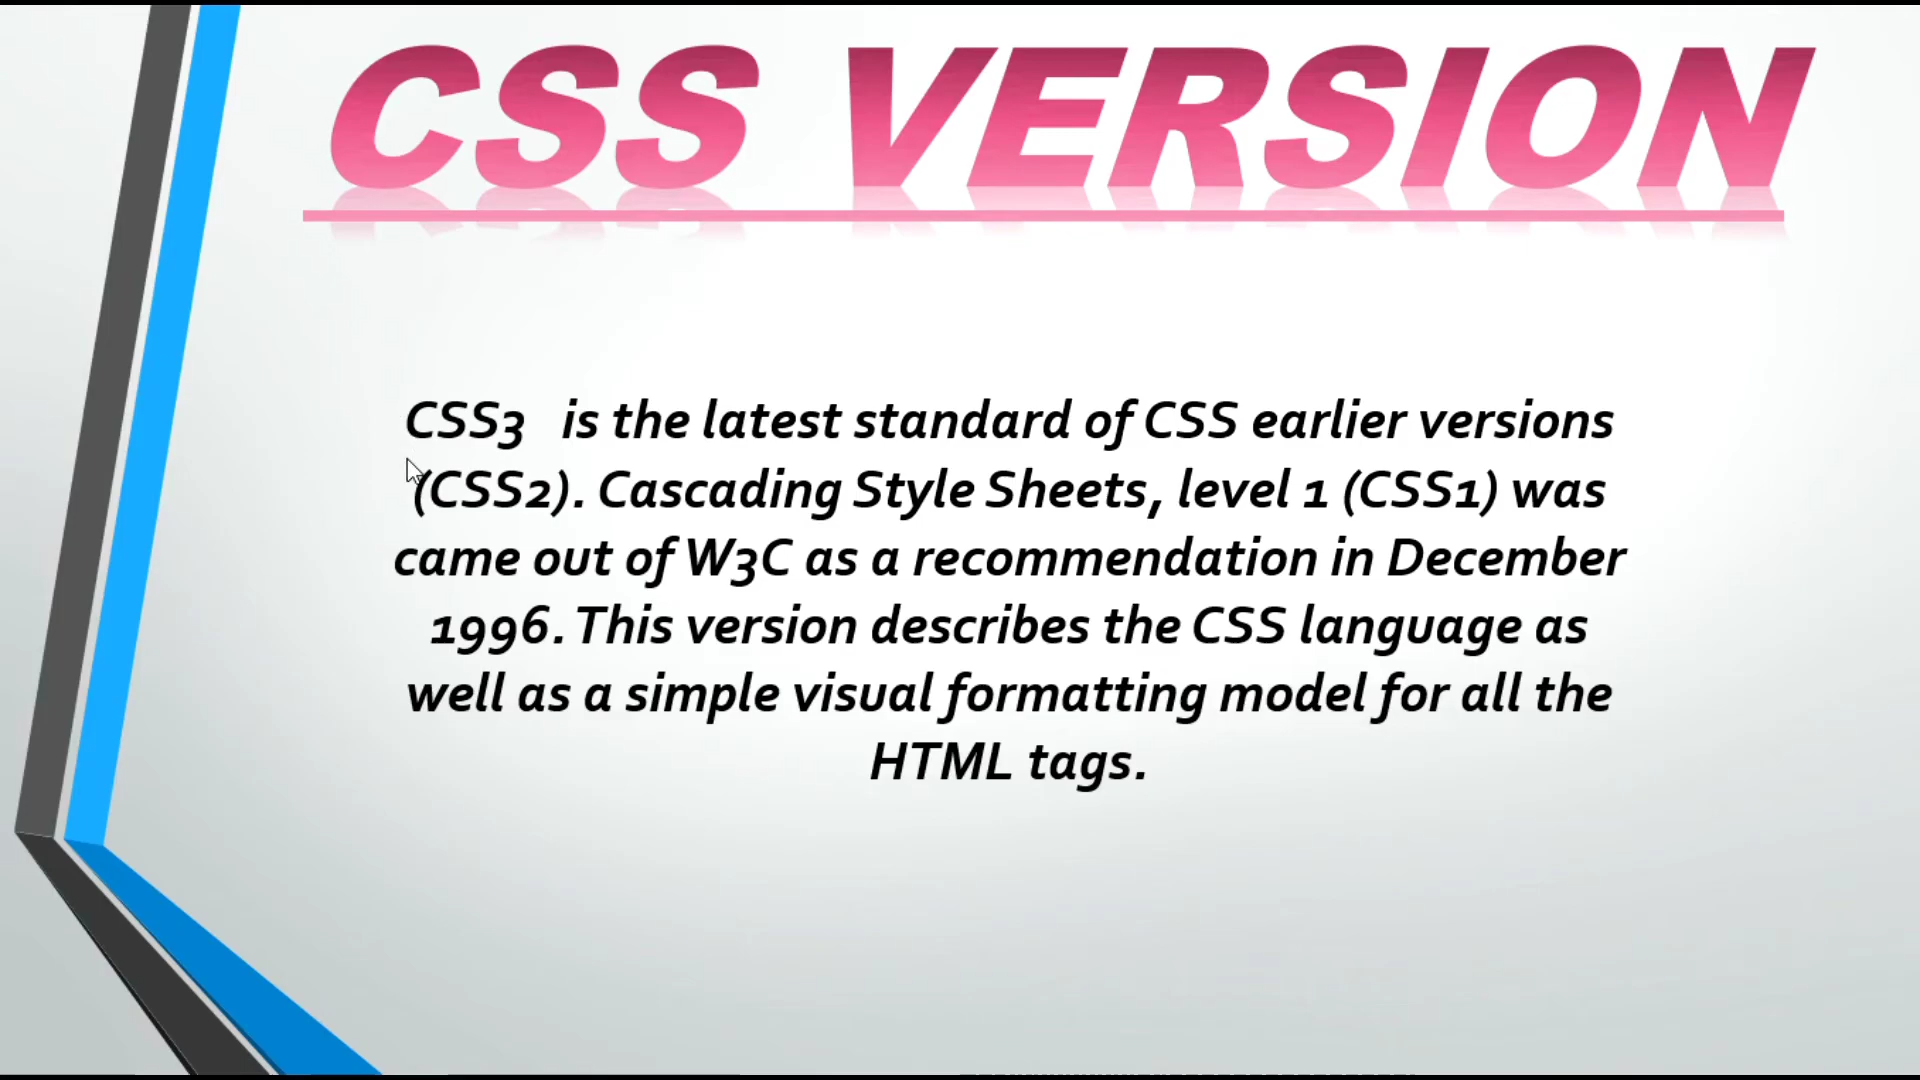 CSS VERSION
CSS3 is the latest standard of CSS earlier versions
(CSS2). Cascading Style Sheets, level 1 (CSS1) was
came out of W3C as a recommendation in December
1996. This version describes the CSS language as
well as a simple visual formatting model for all the
HTML tags.